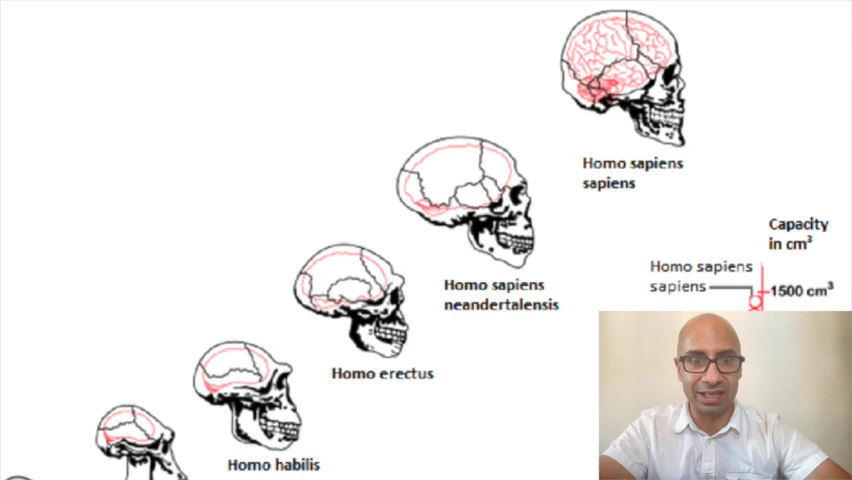 Homo sapiens
sapiens
Capacity
in cm³
Homo sapiens
sapiens
1500 cm³
Homo sapiens
neandertalensis
Homo erectus
Homo habilis